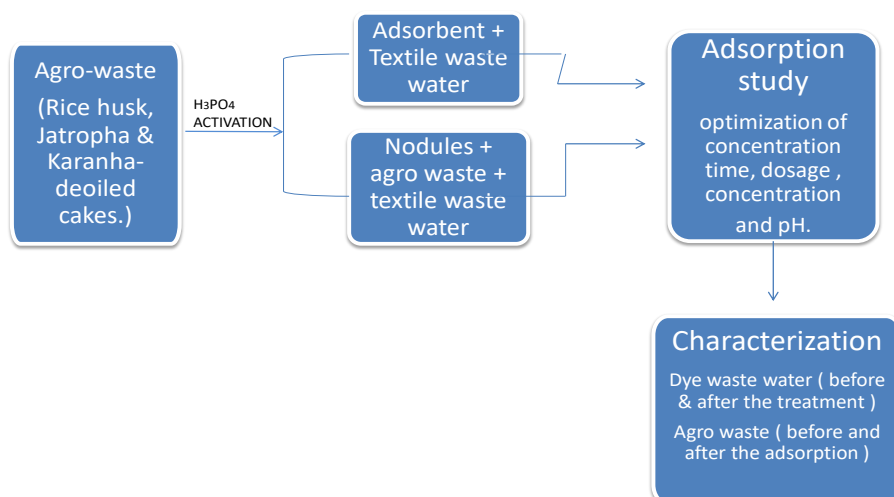 Agro-waste
(Rice husk,
Jatropha &
Karanha-
deoiled
cakes.)
H₃PO₄
ACTIVATION
Adsorbent +
Textile waste
water
Nodules +
agro waste +
textile waste
water
Adsorption
study
optimization of
concentration
time, dosage ,
concentration
and pH.
Characterization
Dye waste water ( before
& after the treatment )
Agro waste ( before and
after the adsorption )